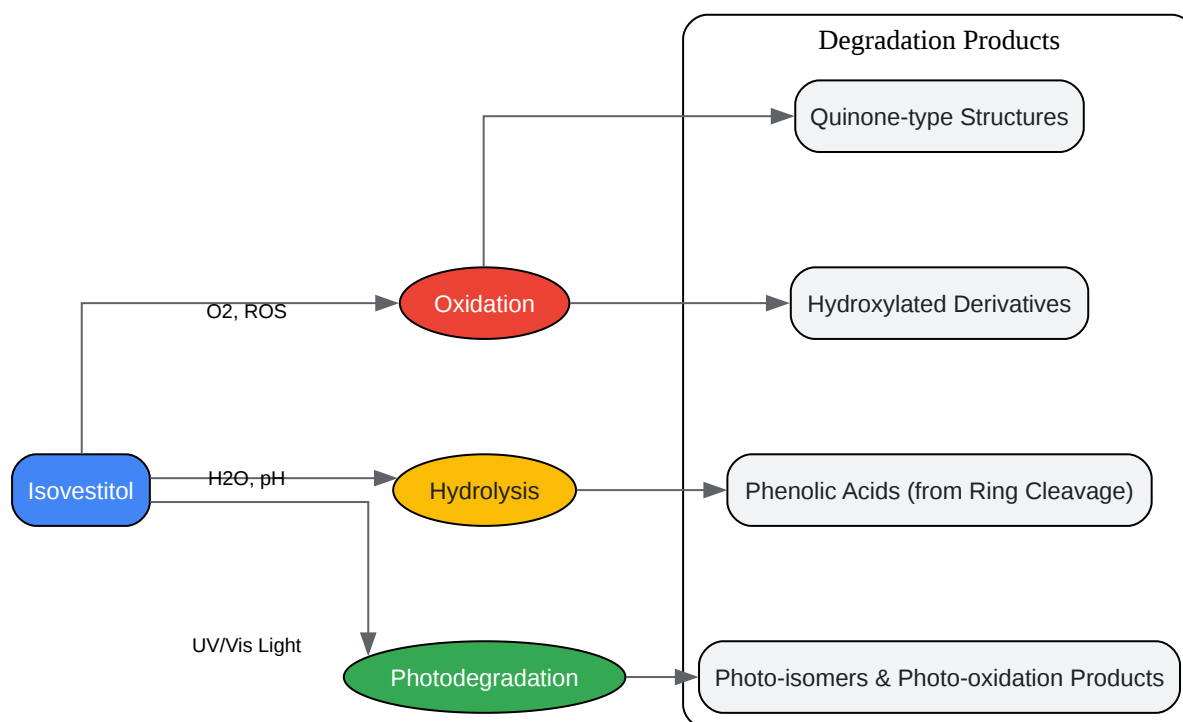 Degradation Products
Quinone-type Structures
Oxidation
Hydroxylated Derivatives
O2, ROS
Isovestitol
H2O, pH
Hydrolysis
Phenolic Acids (from Ring Cleavage)
UV/Vis Light
Photodegradation
Photo-isomers & Photo-oxidation Products